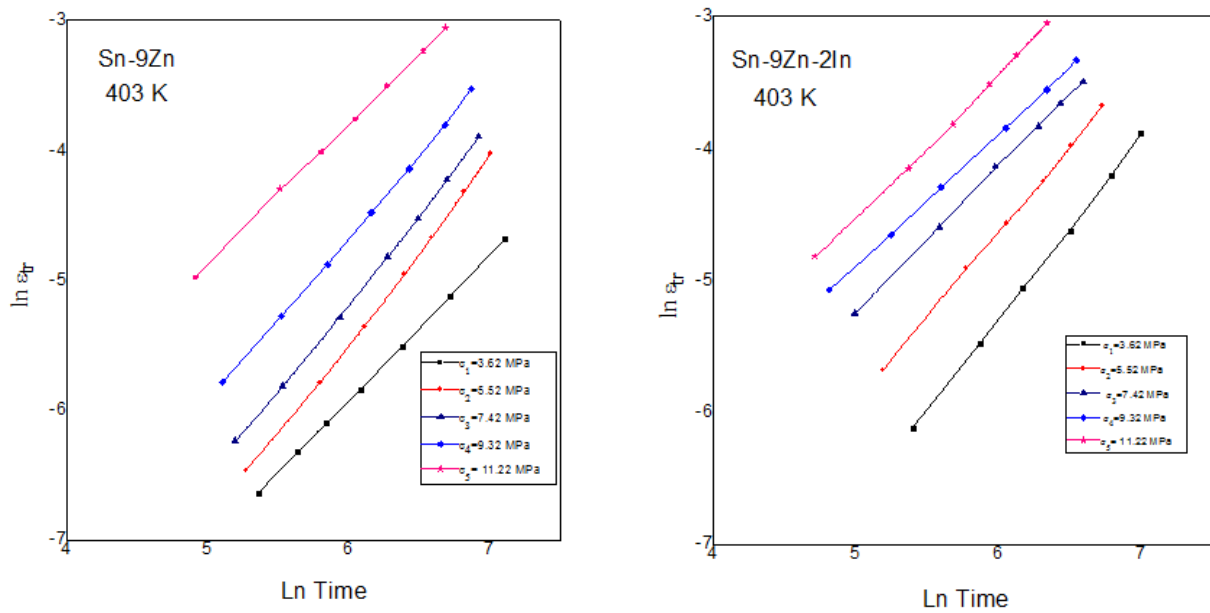 -3
Sn-9Zn
403 K
-4
-5
-6
-7
ln εtr
σ1=3.62 MPa
σ2=5.52 MPa
σ3=7.42 MPa
σ4=9.32 MPa
σ5= 11.22 MPa
4
5
6
7
Ln Time
-3
Sn-9Zn-2In
403 K
-4
-5
-6
-7
ln εtr
σ1=3.62 MPa
σ2=5.52 MPa
σ3=7.42 MPa
σ4=9.32 MPa
σ5= 11.22 MPa
4
5
6
7
Ln Time